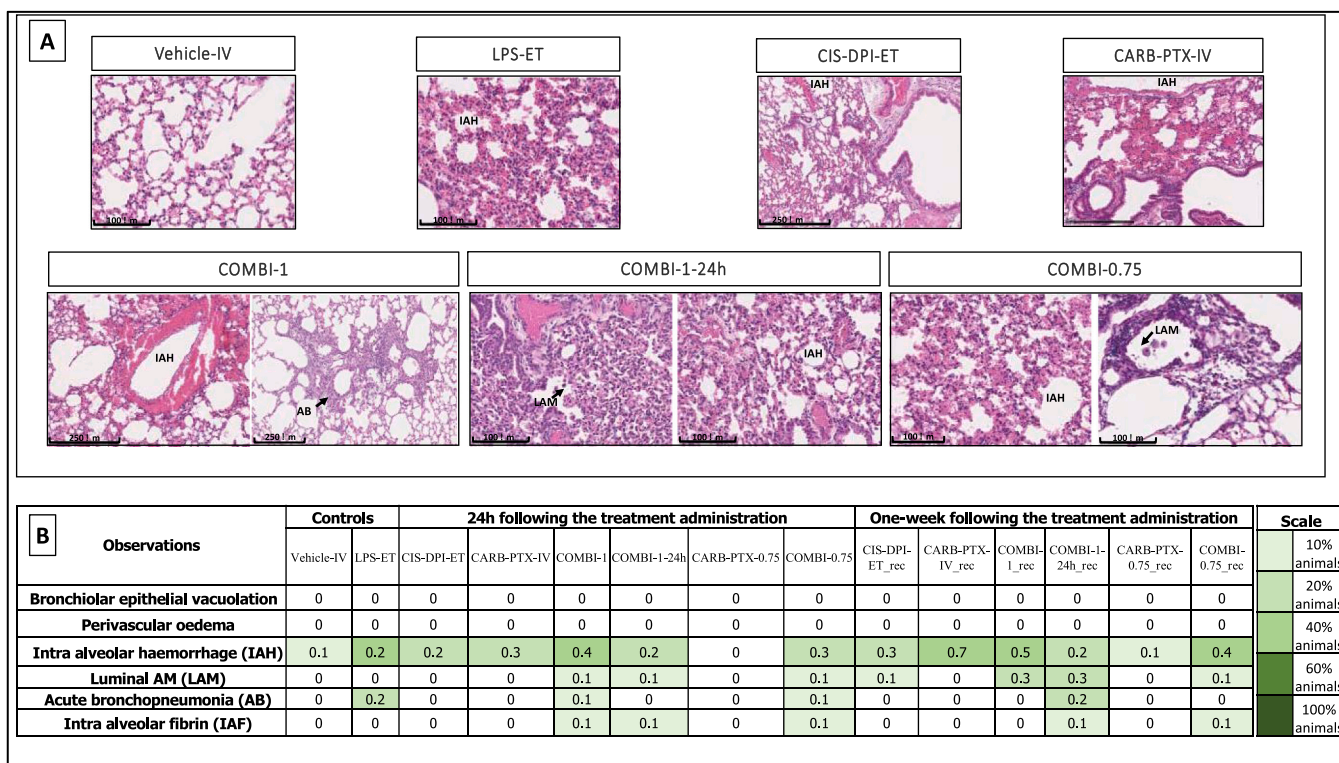 A
Vehicle-IV
LPS-ET
CIS-DPI-ET
CARB-PTX-IV
IAH
IAH
IAH
100 ! m
100 ! m
250 ! m
COMBI-1
COMBI-1-24h
COMBI-0.75
IAH
AB
LAM
IAH
IAH
LAM
250 ! m
250 ! m
100 ! m
100 ! m
100 ! m
100 ! m
B
Observations Controls 24h following the treatment administration One-week following the treatment administration Scale
Vehicle-IV LPS-ET CIS-DPI-ET CARB-PTX-IV COMBI-1 COMBI-1-24h CARB-PTX-0.75 COMBI-0.75 CIS-DPI-ET_rec CARB-PTX-IV_rec COMBI-1_rec COMBI-1-24h_rec CARB-PTX-0.75_rec COMBI-0.75_rec
Bronchiolar epithelial vacuolation 0 0 0 0 0 0 0 0 0 0 0 0 0 0
Perivascular oedema 0 0 0 0 0 0 0 0 0 0 0 0 0 0
Intra alveolar haemorrhage (IAH) 0.1 0.2 0.2 0.3 0.4 0.2 0 0.3 0.3 0.7 0.5 0.2 0.1 0.4
Luminal AM (LAM) 0 0 0 0 0.1 0.1 0 0.1 0.1 0 0.3 0.3 0 0.1
Acute bronchopneumonia (AB) 0 0.2 0 0 0.1 0 0 0.1 0 0 0 0.2 0 0
Intra alveolar fibrin (IAF) 0 0 0 0 0.1 0.1 0 0.1 0 0 0 0.1 0 0.1
10% animals
20% animals
40% animals
60% animals
100% animals